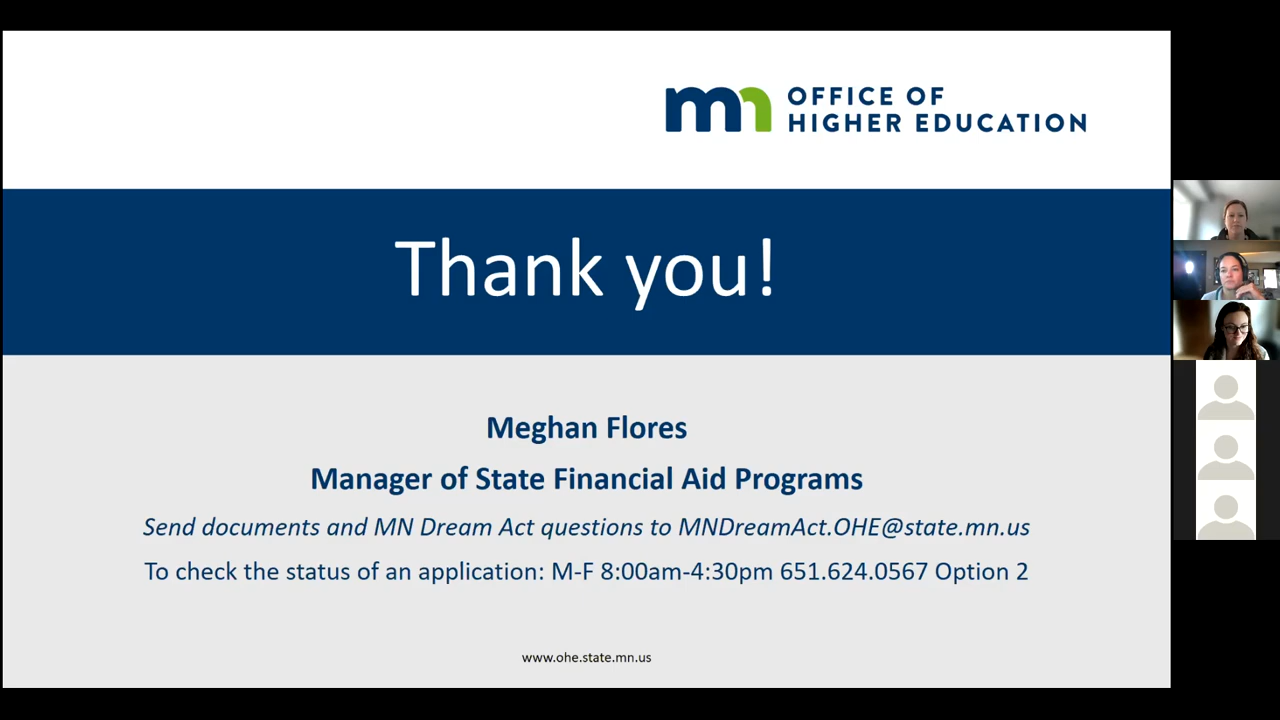 mn OFFICE OF
HIGHER EDUCATION
Thank you!
Meghan Flores
Manager of State Financial Aid Programs
Send documents and MN Dream Act questions to MNDreamAct.OHE@state.mn.us
To check the status of an application: M-F 8:00am-4:30pm 651.624.0567 Option 2
www.ohe.state.mn.us